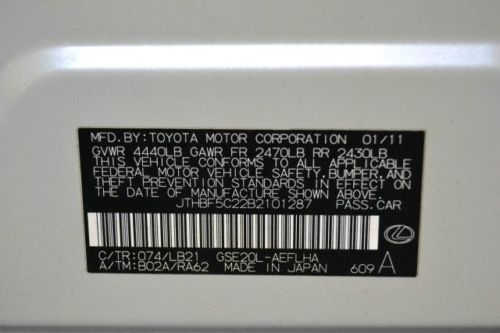 MFD.BY:TOYOTA MOTOR CORPORATION 01/11
GVWR 4440LB GAWR FR 2470LB RR 2430LB
THIS VEHICLE CONFORMS TO ALL APPLICABLE
FEDERAL MOTOR VEHICLE SAFETY, BUMPER, AND
THEFT PREVENTION STANDARDS IN EFFECT ON
THE DATE OF MANUFACTURE SHOWN ABOVE.
JTHBF5C22B2101287 PASS.CAR
C/TR:074/LB21 GSE20L-AEFLHA
A/TM:B02A/RA62 MADE IN JAPAN 609 A